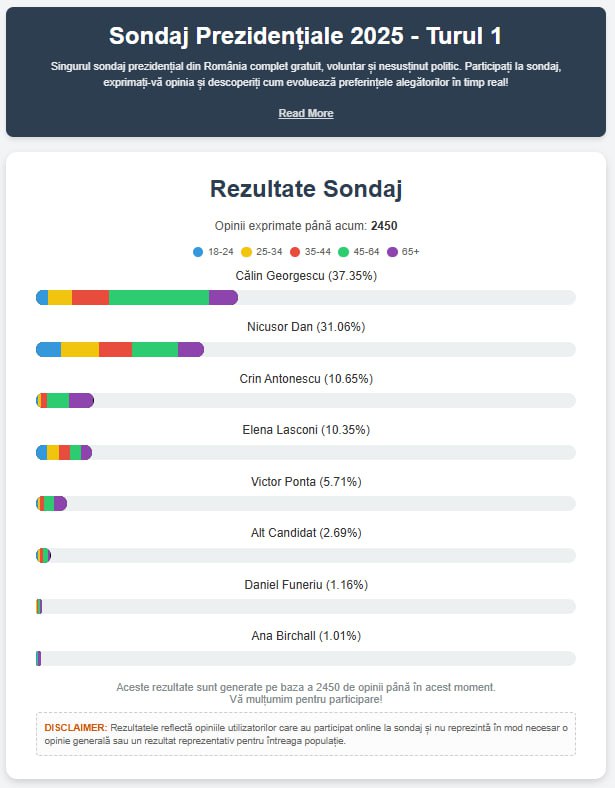 Sondaj Prezidențiale 2025 - Turul 1
Singurul sondaj prezidențial din România complet gratuit, voluntar și nesusținut politic. Participați la sondaj,
exprimați-vă opinia și descoperiți cum evoluează preferințele alegătorilor în timp real!
Read More
Rezultate Sondaj
Opinii exprimate până acum: 2450
18-24 25-34 35-44 45-64 65+
Călin Georgescu (37.35%)
Nicusor Dan (31.06%)
Crin Antonescu (10.65%)
Elena Lasconi (10.35%)
Victor Ponta (5.71%)
Alt Candidat (2.69%)
Daniel Funeriu (1.16%)
Ana Birchall (1.01%)
Aceste rezultate sunt generate pe baza a 2450 de opinii până în acest moment.
Vă mulțumim pentru participare!
DISCLAIMER: Rezultatele reflectă opiniile utilizatorilor care au participat online la sondaj și nu reprezintă în mod necesar o
opinie generală sau un rezultat reprezentativ pentru întreaga populație.